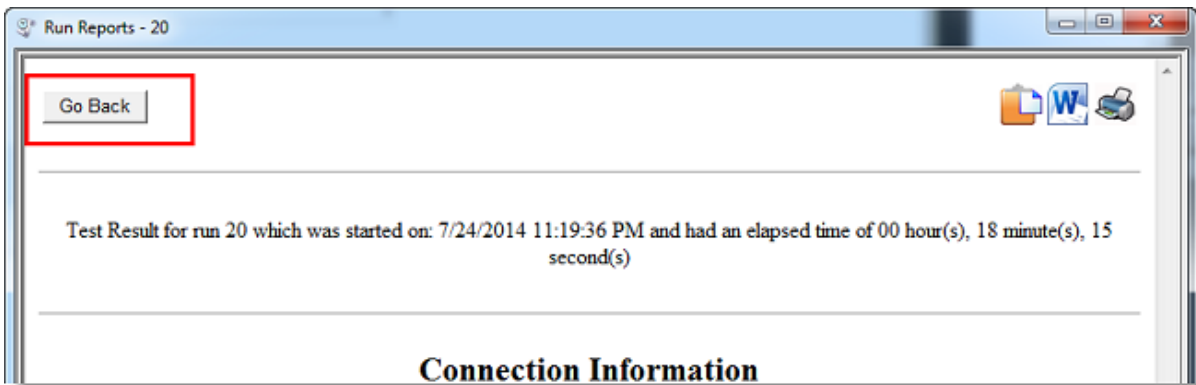 Run Reports - 20
Go Back
W
Test Result for run 20 which was started on: 7/24/2014 11:19:36 PM and had an elapsed time of 00 hour(s), 18 minute(s), 15
second(s)
Connection Information